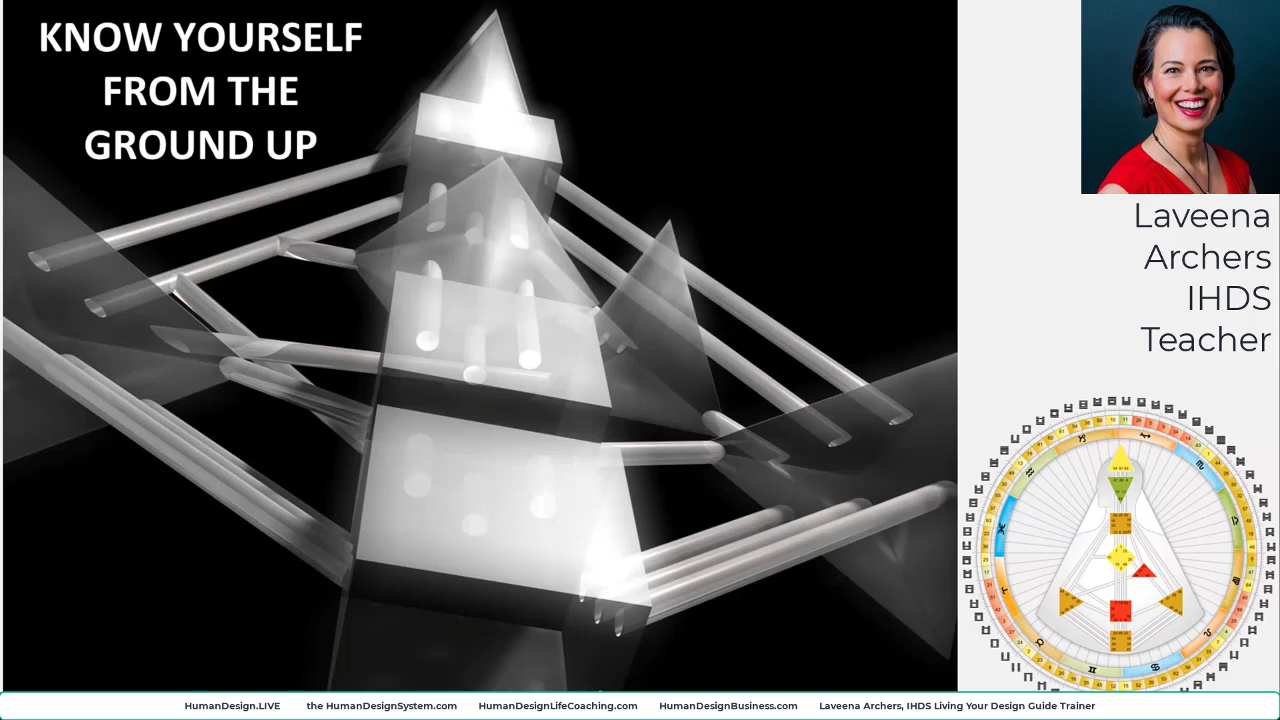 KNOW YOURSELF
FROM THE
GROUND UP
Laveena
Archers
IHDS
Teacher
HumanDesign.LIVE the HumanDesignSystem.com HumanDesignLifeCoaching.com HumanDesignBusiness.com Laveena Archers, IHDS Living Your Design Guide Trainer